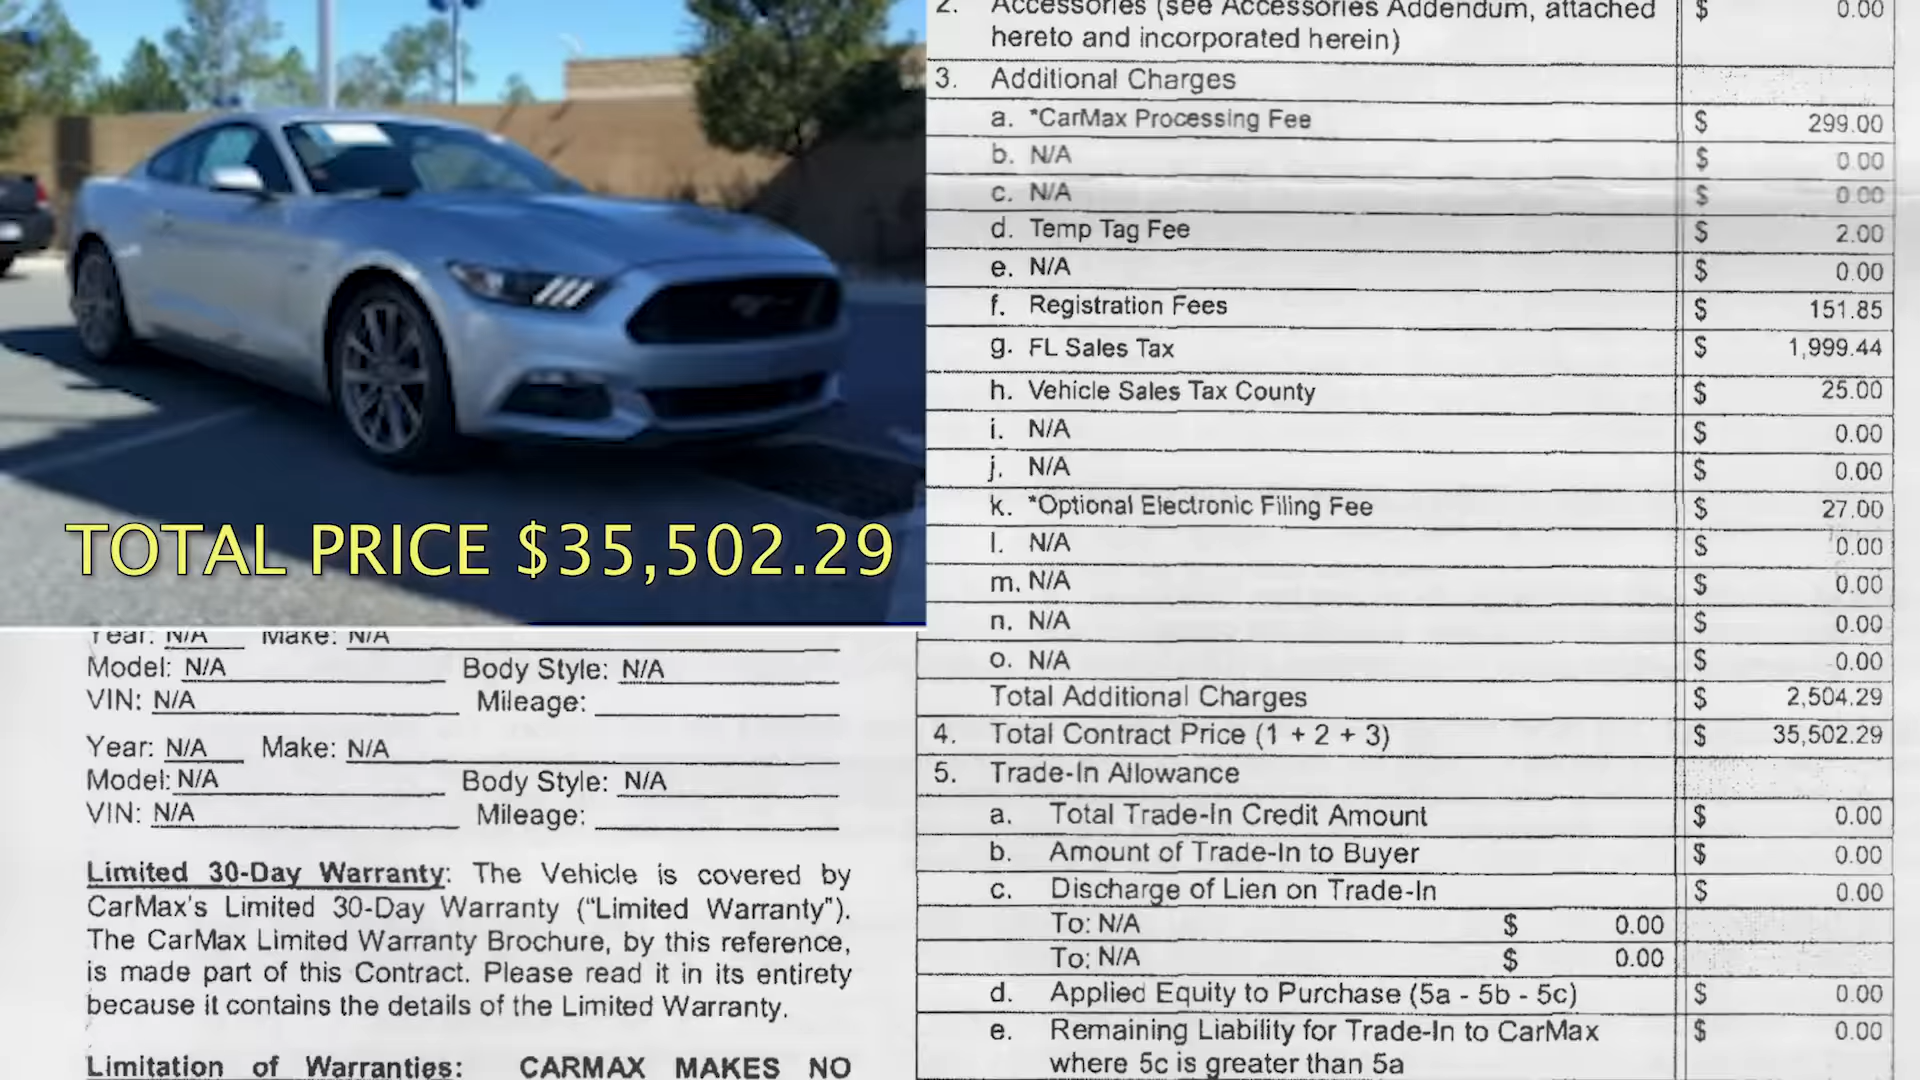 TOTAL PRICE $35,502.29
Year: N/A Make: N/A
Model: N/A Body Style: N/A
VIN: N/A Mileage:
Year: N/A Make: N/A
Model: N/A Body Style: N/A
VIN: N/A Mileage:
Limited 30-Day Warranty: The Vehicle is covered by
CarMax's Limited 30-Day Warranty ("Limited Warranty").
The CarMax Limited Warranty Brochure, by this reference,
is made part of this Contract. Please read it in its entirety
because it contains the details of the Limited Warranty.
Limitation of Warranties: CARMAX MAKES NO
2. Accessories (see Accessories Addendum, attached $ 0.00
hereto and incorporated herein)
3. Additional Charges
a. *CarMax Processing Fee $ 299.00
b. N/A $ 0.00
c. N/A $ 0.00
d. Temp Tag Fee $ 2.00
e. N/A $ 0.00
f. Registration Fees $ 151.85
g. FL Sales Tax $ 1,999.44
h. Vehicle Sales Tax County $ 25.00
i. N/A $ 0.00
j. N/A $ 0.00
k. *Optional Electronic Filing Fee $ 27.00
l. N/A $ 0.00
m. N/A $ 0.00
n. N/A $ 0.00
o. N/A $ 0.00
Total Additional Charges $ 2,504.29
4. Total Contract Price (1 + 2 + 3) $ 35,502.29
5. Trade-In Allowance
a. Total Trade-In Credit Amount $ 0.00
b. Amount of Trade-In to Buyer $ 0.00
c. Discharge of Lien on Trade-In $ 0.00
To: N/A $ 0.00
To: N/A $ 0.00
d. Applied Equity to Purchase (5a - 5b - 5c) $ 0.00
e. Remaining Liability for Trade-In to CarMax $ 0.00
where 5c is greater than 5a